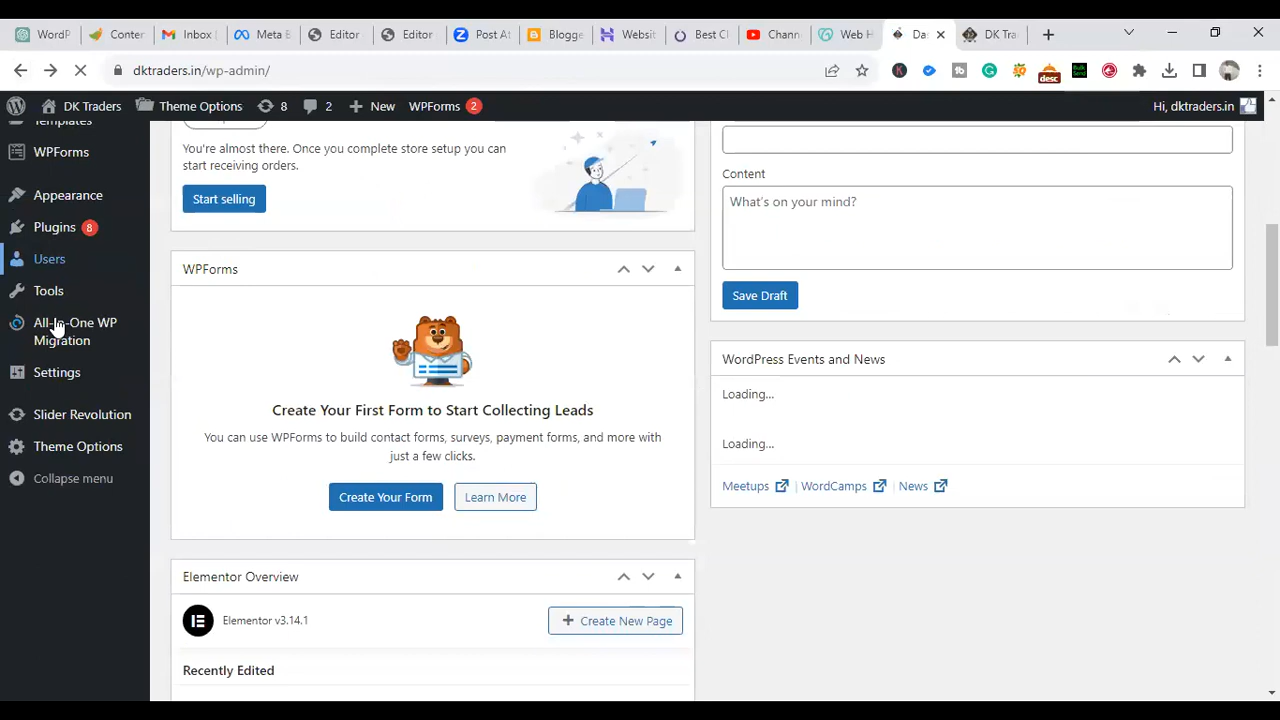 WordP
Conten
Inbox (
Meta B
Editor
Editor
Post At
Blogge
Websit
Best Cl
Chann
Web H
Das
DK Tra
dktraders.in/wp-admin/
desc
DK Traders
Theme Options
8
2
New
WPForms
2
Hi, dktraders.in
Templates
WPForms
Appearance
Plugins
8
Users
Tools
All-in-One WP
Migration
Settings
Slider Revolution
Theme Options
Collapse menu
You're almost there. Once you complete store setup you can
start receiving orders.
Start selling
WPForms
Create Your First Form to Start Collecting Leads
You can use WPForms to build contact forms, surveys, payment forms, and more with
just a few clicks.
Create Your Form
Learn More
Elementor Overview
Elementor v3.14.1
Create New Page
Recently Edited
Content
What's on your mind?
Save Draft
WordPress Events and News
Loading...
Loading...
Meetups
WordCamps
News